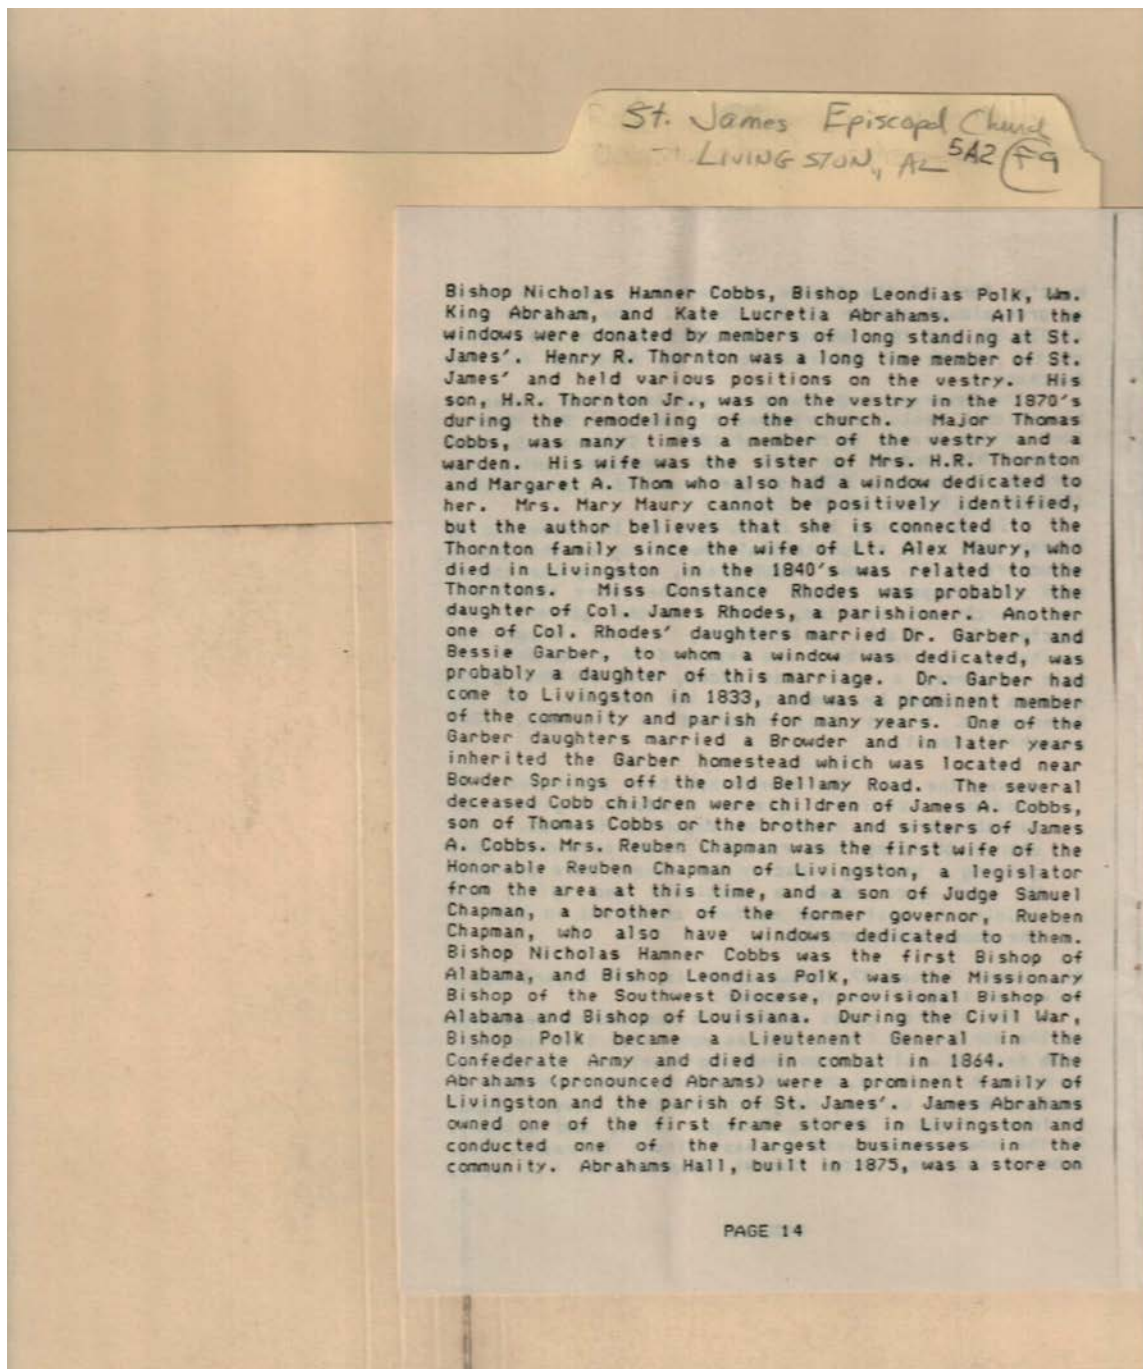 St. James Episcopal Church
LIVINGSTON, AL 5A2 F9
Bishop Nicholas Hamner Cobbs, Bishop Leondias Polk, Wm.
King Abraham, and Kate Lucretia Abrahams. All the
windows were donated by members of long standing at St.
James'. Henry R. Thornton was a long time member of St.
James' and held various positions on the vestry. His
son, H.R. Thornton Jr., was on the vestry in the 1870's
during the remodeling of the church. Major Thomas
Cobbs, was many times a member of the vestry and a
warden. His wife was the sister of Mrs. H.R. Thornton
and Margaret A. Thom who also had a window dedicated to
her. Mrs. Mary Maury cannot be positively identified,
but the author believes that she is connected to the
Thornton family since the wife of Lt. Alex Maury, who
died in Livingston in the 1840's was related to the
Thorntons. Miss Constance Rhodes was probably the
daughter of Col. James Rhodes, a parishioner. Another
one of Col. Rhodes' daughters married Dr. Garber, and
Bessie Garber, to whom a window was dedicated, was
probably a daughter of this marriage. Dr. Garber had
come to Livingston in 1833, and was a prominent member
of the community and parish for many years. One of the
Garber daughters married a Browder and in later years
inherited the Garber homestead which was located near
Bowder Springs off the old Bellamy Road. The several
deceased Cobb children were children of James A. Cobbs,
son of Thomas Cobbs or the brother and sisters of James
A. Cobbs. Mrs. Reuben Chapman was the first wife of the
Honorable Reuben Chapman of Livingston, a legislator
from the area at this time, and a son of Judge Samuel
Chapman, a brother of the former governor, Rueben
Chapman, who also have windows dedicated to them.
Bishop Nicholas Hamner Cobbs was the first Bishop of
Alabama, and Bishop Leondias Polk, was the Missionary
Bishop of the Southwest Diocese, provisional Bishop of
Alabama and Bishop of Louisiana. During the Civil War,
Bishop Polk became a Lieutenent General in the
Confederate Army and died in combat in 1864. The
Abrahams (pronounced Abrams) were a prominent family of
Livingston and the parish of St. James'. James Abrahams
owned one of the first frame stores in Livingston and
conducted one of the largest businesses in the
community. Abrahams Hall, built in 1875, was a store on
PAGE 14